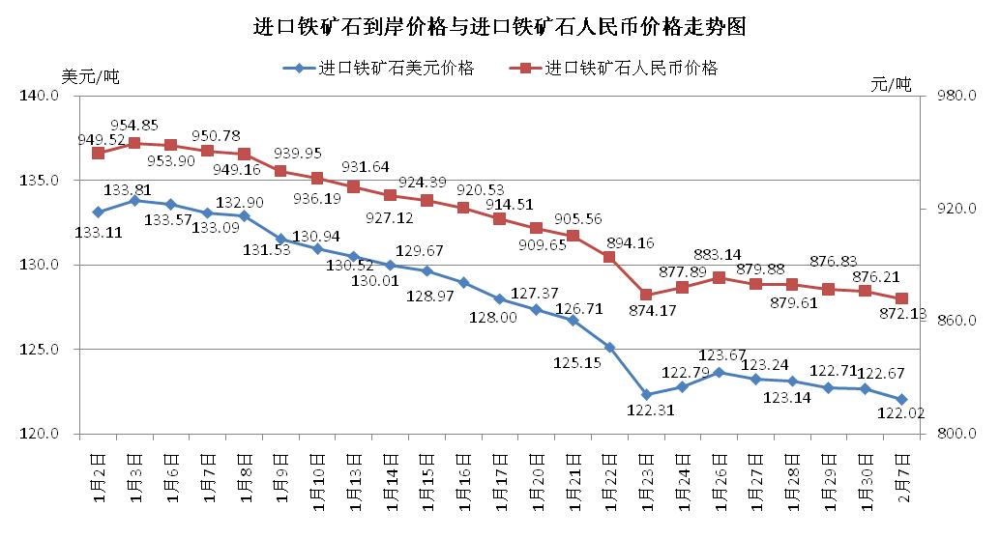 进口铁矿石到岸价格与进口铁矿石人民币价格走势图
美元/吨
进口铁矿石美元价格
进口铁矿石人民币价格
元/吨
140.0
135.0
130.0
125.0
120.0
980.0
920.0
860.0
800.0
949.52
954.85
953.90
950.78
949.16
939.95
936.19
931.64
927.12
924.39
920.53
914.51
909.65
905.56
894.16
874.17
877.89
883.14
879.88
879.61
876.83
876.21
872.13
133.11
133.81
133.57
133.09
132.90
131.53
130.94
130.52
130.01
129.67
128.97
128.00
127.37
126.71
125.15
122.31
122.79
123.67
123.24
123.14
122.71
122.67
122.02
1月2日
1月3日
1月6日
1月7日
1月8日
1月9日
1月10日
1月13日
1月14日
1月15日
1月16日
1月17日
1月20日
1月21日
1月22日
1月23日
1月24日
1月26日
1月27日
1月28日
1月29日
1月30日
2月7日